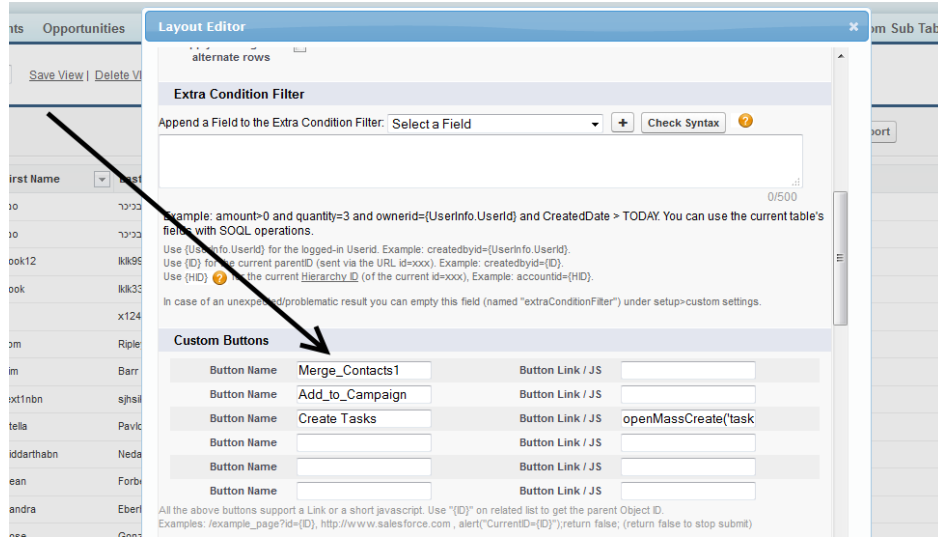 Opportunities
Layout Editor
Sub Tab
Save View | Delete
alternate rows
Extra Condition Filter
Append a Field to the Extra Condition Filter: Select a Field + Check Syntax ?
0/500
Example: amount>0 and quantity=3 and ownerid={UserInfo.UserId} and CreatedDate > TODAY. You can use the current table's
fields with SOQL operations.
Use {UserInfo.UserId} for the logged-in Userid. Example: createdbyid={UserInfo.UserId}.
Use {ID} for the current parentID (sent via the URL id=xxx). Example: createdbyid={ID}.
Use {HID} ? for the current Hierarchy ID (of the current id=xxx), Example: accountid={HID}.
In case of an unexpected/problematic result you can empty this field (named "extraConditionFilter") under setup>custom settings.
Custom Buttons
Button Name Merge_Contacts1 Button Link / JS
Button Name Add_to_Campaign Button Link / JS
Button Name Create Tasks Button Link / JS openMassCreate('task
Button Name Button Link / JS
Button Name Button Link / JS
Button Name Button Link / JS
All the above buttons support a Link or a short javascript. Use "{ID}" on related list to get the parent Object ID.
Examples: /example_page?id={ID}, http://www.salesforce.com , alert("CurrentID={ID}");return false; (return false to stop submit)
irst Name Last
ook12 lklk99
ook lklk33
x124
om Riple
im Barr
ext1nbn sjhsil
tella Pavlo
iddarthabn Neda
ean Forbe
andra Eberl